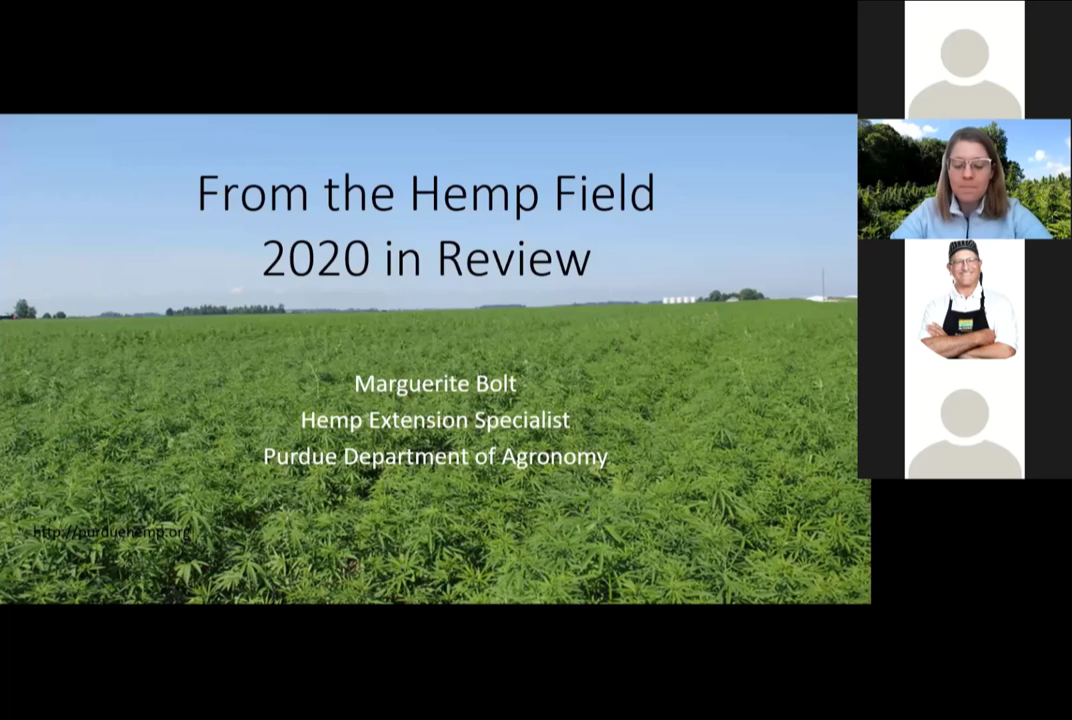 From the Hemp Field
2020 in Review
Marguerite Bolt
Hemp Extension Specialist
Purdue Department of Agronomy
http://purduehemp.org